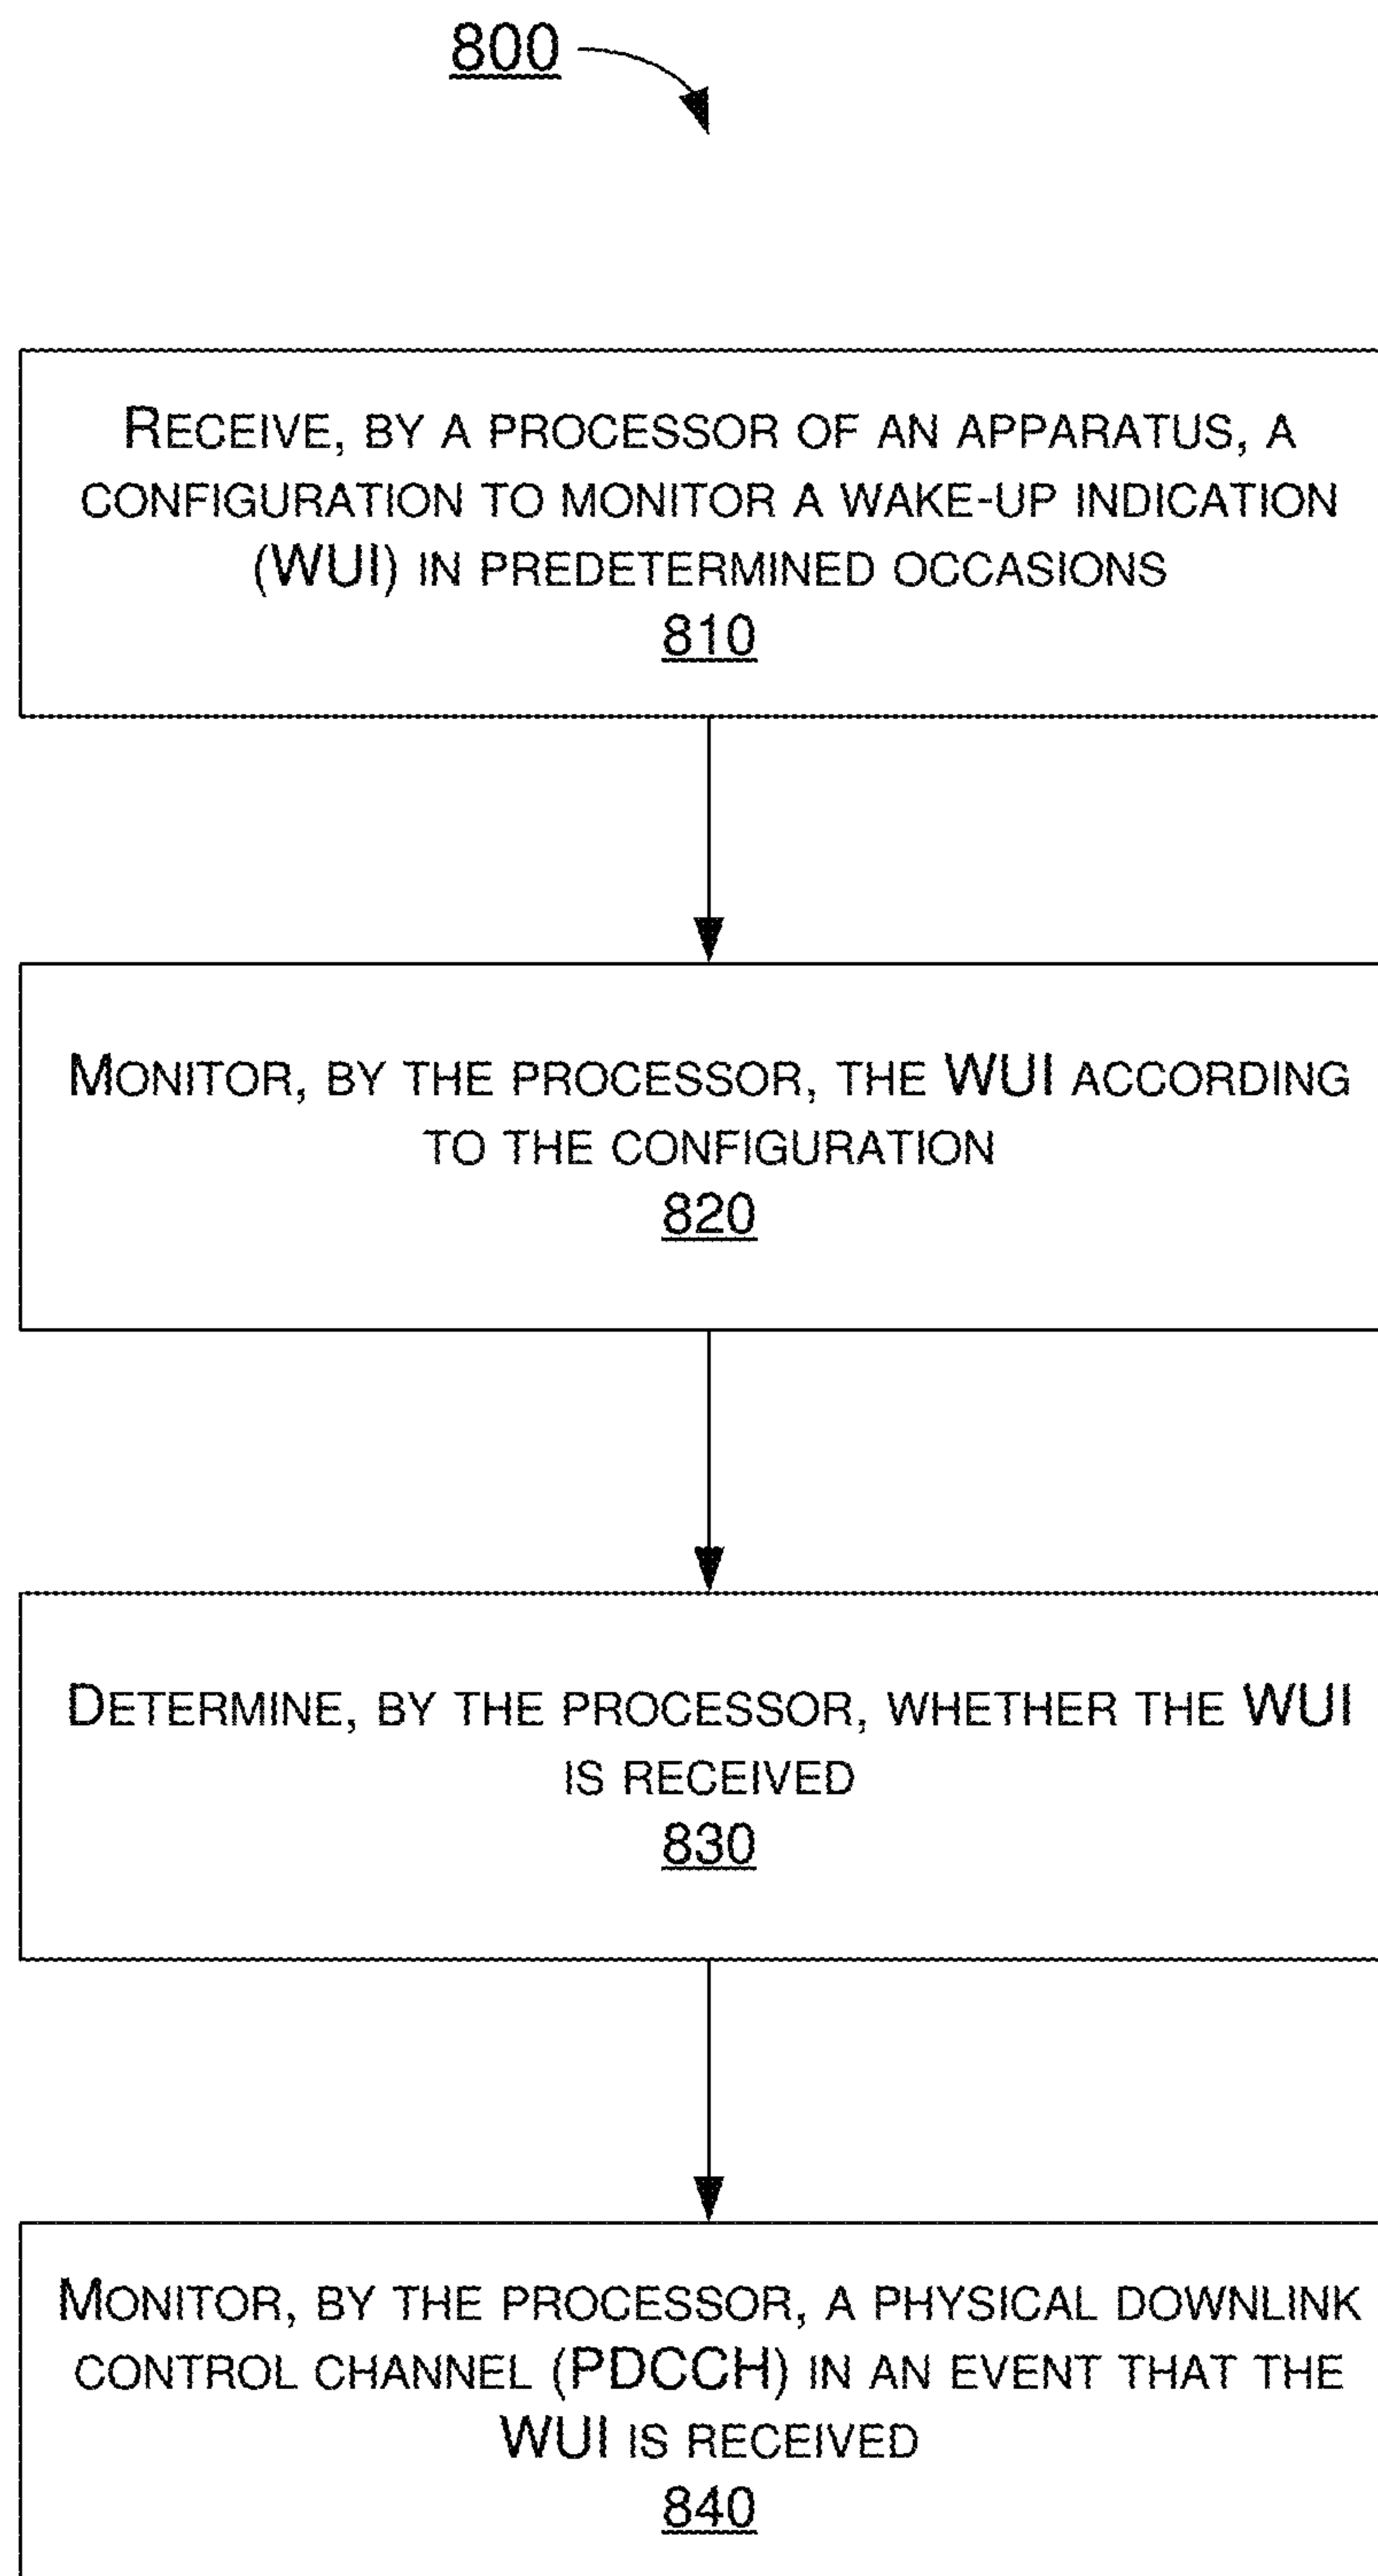 800
RECEIVE, BY A PROCESSOR OF AN APPARATUS, A
CONFIGURATION TO MONITOR A WAKE-UP INDICATION
(WUI) IN PREDETERMINED OCCASIONS
810
MONITOR, BY THE PROCESSOR, THE WUI ACCORDING
TO THE CONFIGURATION
820
DETERMINE, BY THE PROCESSOR, WHETHER THE WUI
IS RECEIVED
830
MONITOR, BY THE PROCESSOR, A PHYSICAL DOWNLINK
CONTROL CHANNEL (PDCCH) IN AN EVENT THAT THE
WUI IS RECEIVED
840